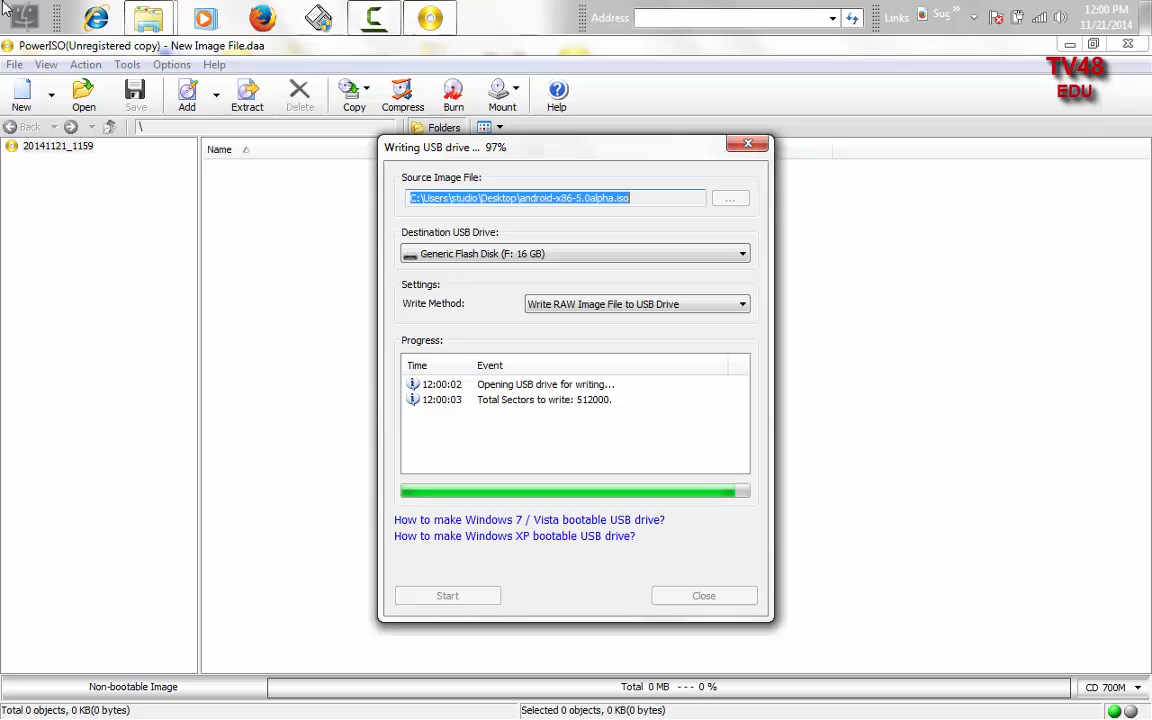 Address
Links
Sug »
12:00 PM
11/21/2014
PowerISO(Unregistered copy) - New Image File.daa
TV48
EDU
File View Action Tools Options Help
New Open Save Add Extract Delete Copy Compress Burn Mount Help
Back \ Folders
20141121_1159
Name
Writing USB drive ... 97%
Source Image File:
C:\Users\studio\Desktop\android-x86-5.0alpha.iso
...
Destination USB Drive:
Generic Flash Disk (F: 16 GB)
Settings:
Write Method: Write RAW Image File to USB Drive
Progress:
Time Event
12:00:02 Opening USB drive for writing...
12:00:03 Total Sectors to write: 512000.
How to make Windows 7 / Vista bootable USB drive?
How to make Windows XP bootable USB drive?
Start Close
Non-bootable Image Total 0 MB --- 0 % CD 700M
Total 0 objects, 0 KB(0 bytes) Selected 0 objects, 0 KB(0 bytes)